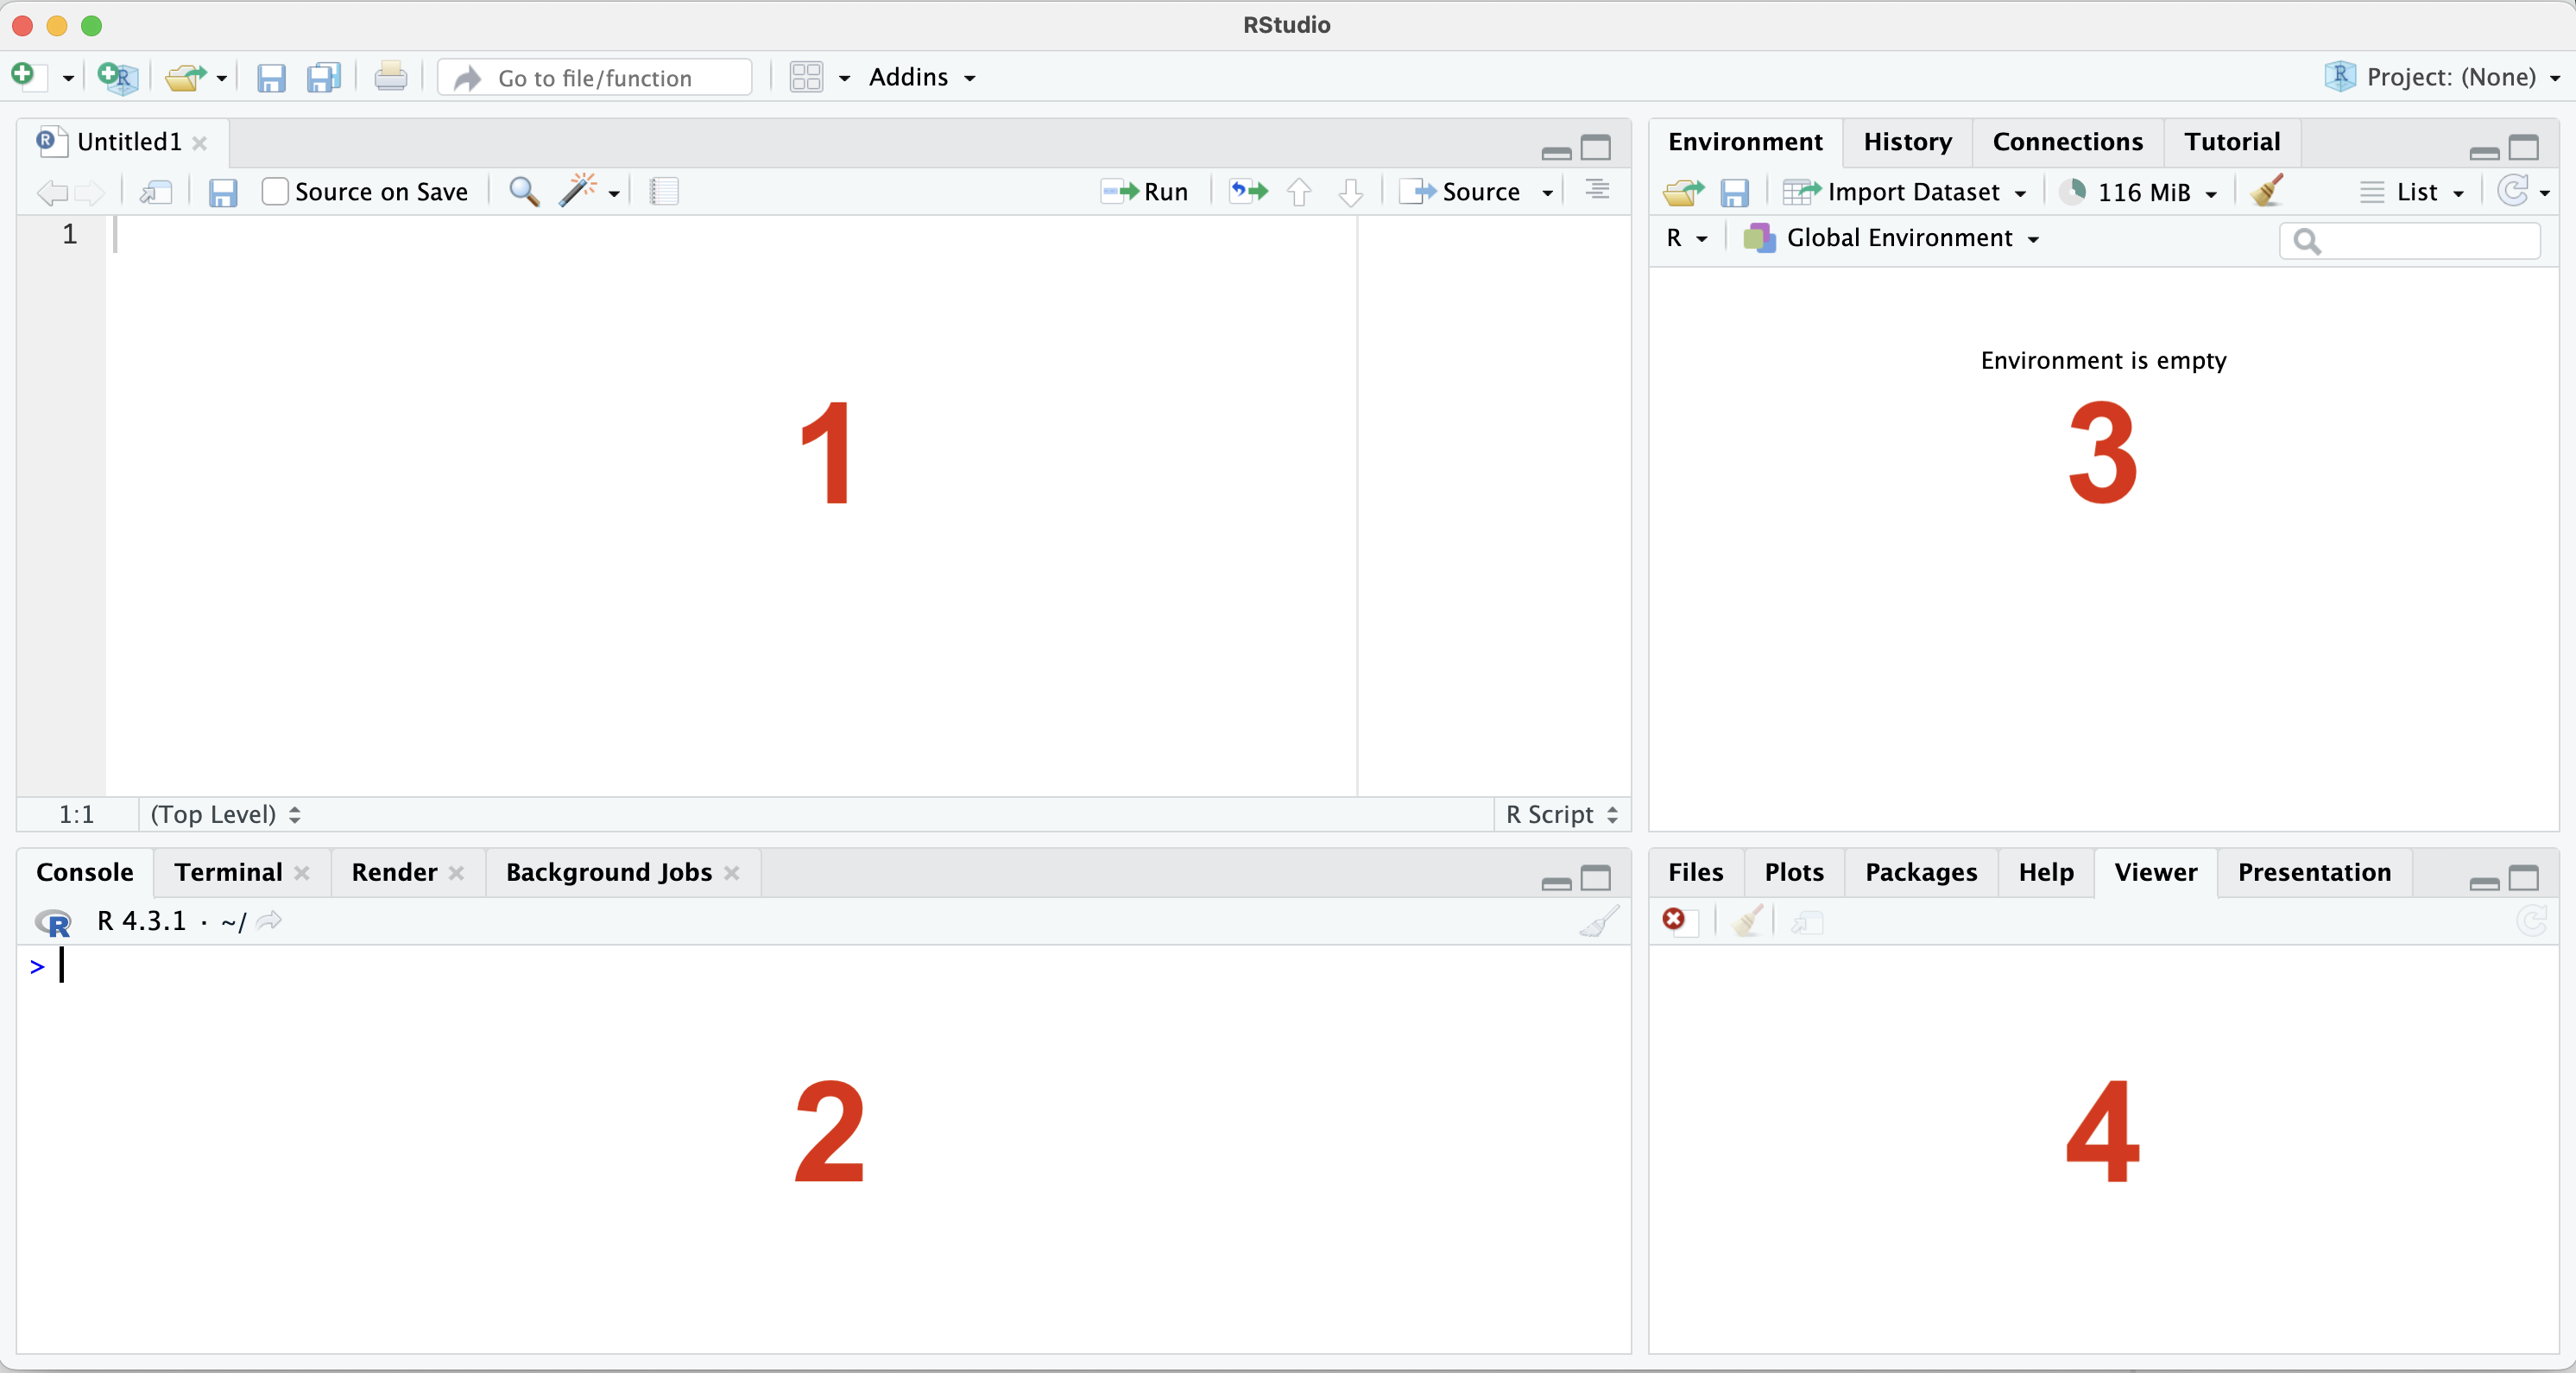 RStudio
Go to file/function
Addins
Project: (None)
Untitled1
Source on Save
Run
Source
1
1
1:1
(Top Level)
R Script
Environment
History
Connections
Tutorial
Import Dataset
116 MiB
List
R
Global Environment
Environment is empty
3
Console
Terminal
Render
Background Jobs
R 4.3.1 · ~/
>
2
Files
Plots
Packages
Help
Viewer
Presentation
4